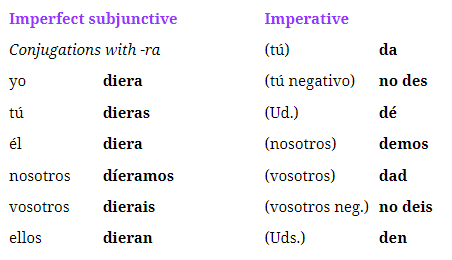 Imperfect subjunctive Imperative
Conjugations with -ra (tú) da
yo diera (tú negativo) no des
tú dieras (Ud.) dé
él diera (nosotros) demos
nosotros díeramos (vosotros) dad
vosotros dierais (vosotros neg.) no deis
ellos dieran (Uds.) den